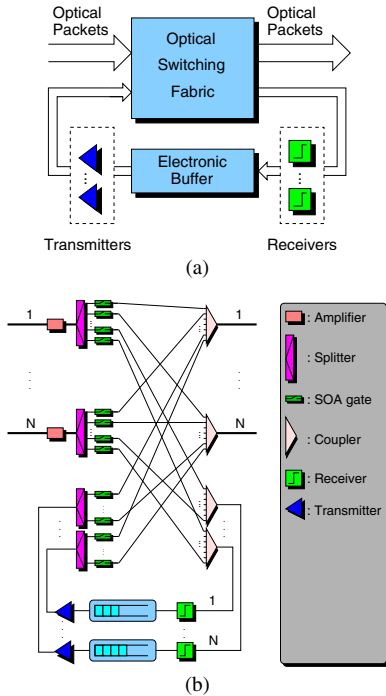 Optical Packets
Optical Packets
Optical Switching Fabric
Electronic Buffer
Transmitters
Receivers
(a)
1
1
N
N
1
N
: Amplifier
: Splitter
: SOA gate
: Coupler
: Receiver
: Transmitter
(b)